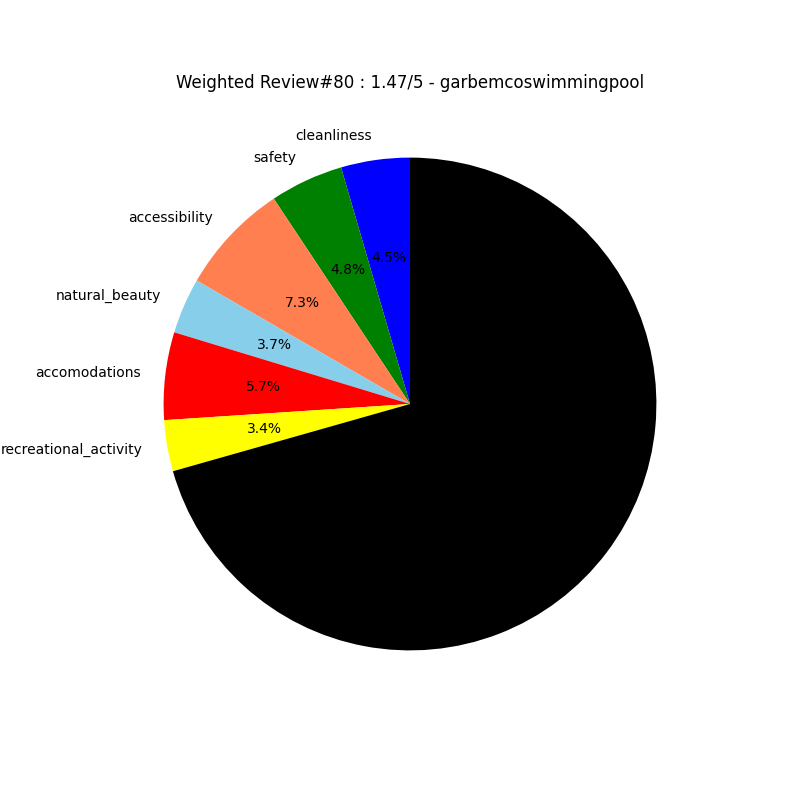 Weighted Review#80 : 1.47/5 - garbemcoswimmingpool
cleanliness
safety
accessibility
natural_beauty
accomodations
recreational_activity
4.5%
4.8%
7.3%
3.7%
5.7%
3.4%